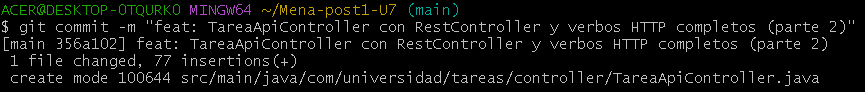 ACER@DESKTOP-OTQURKO MINGW64 ~/Mena-post1-U7 (main)
$ git commit -m "feat: TareaApiController con RestController y verbos HTTP completos (parte 2)"
[main 356a102] feat: TareaApiController con RestController y verbos HTTP completos (parte 2)
 1 file changed, 77 insertions(+)
 create mode 100644 src/main/java/com/universidad/tareas/controller/TareaApiController.java